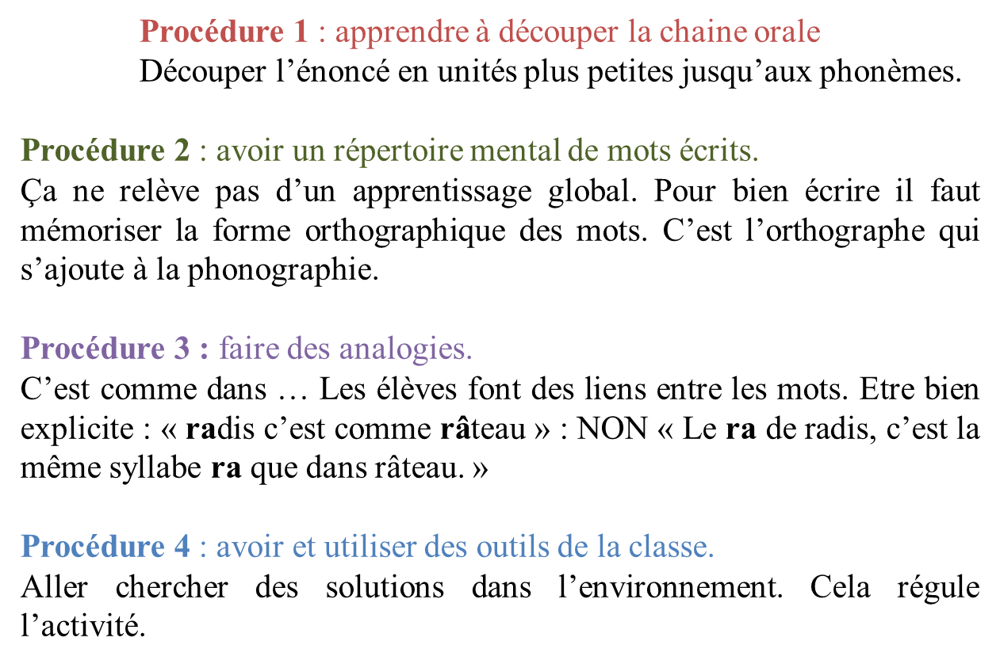 Procédure 1 : apprendre à découper la chaine orale
Découper l’énoncé en unités plus petites jusqu’aux phonèmes.
Procédure 2 : avoir un répertoire mental de mots écrits.
Ça ne relève pas d’un apprentissage global. Pour bien écrire il faut
mémoriser la forme orthographique des mots. C’est l’orthographe qui
s’ajoute à la phonographie.
Procédure 3 : faire des analogies.
C’est comme dans … Les élèves font des liens entre les mots. Etre bien
explicite : « radis c’est comme râteau » : NON « Le ra de radis, c’est la
même syllabe ra que dans râteau. »
Procédure 4 : avoir et utiliser des outils de la classe.
Aller chercher des solutions dans l’environnement. Cela régule
l’activité.